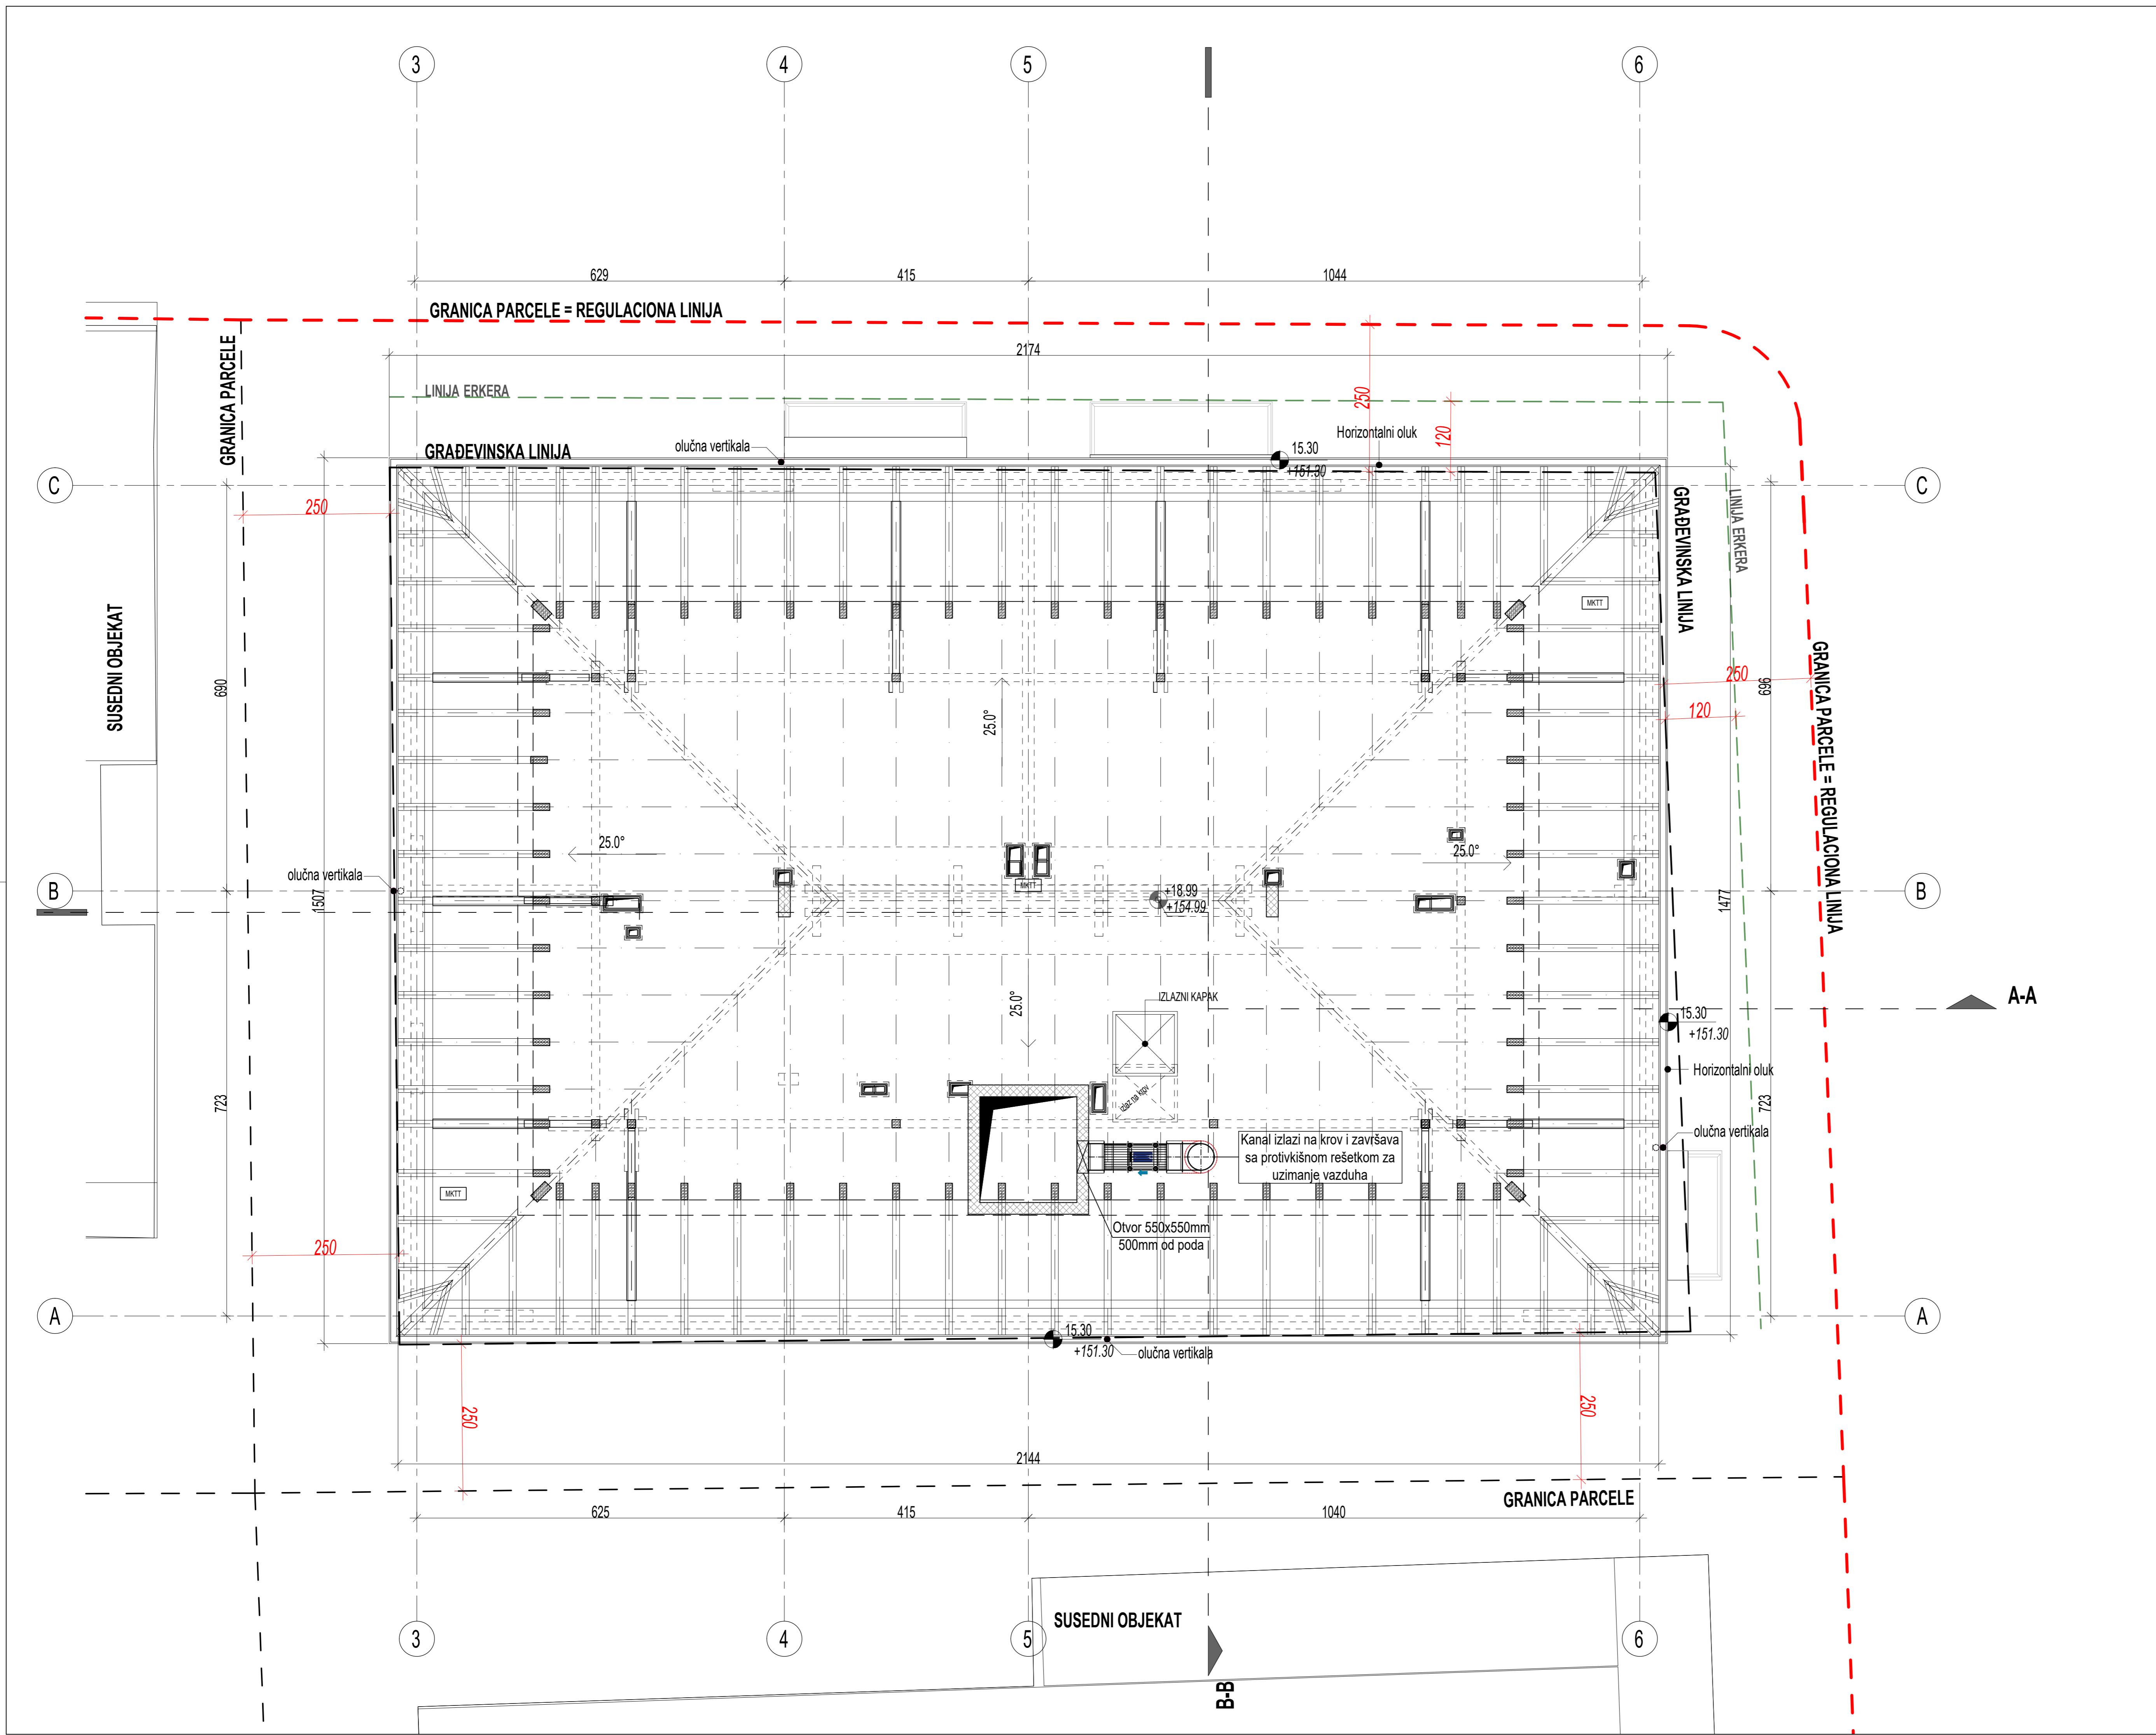 3
4
5
6
629
415
1044
GRANICA PARCELE = REGULACIONA LINIJA
2174
GRANICA PARCELE
LINIJA ERKERA
250
120
GRAĐEVINSKA LINIJA
olučna vertikala
Horizontalni oluk
15.30
+151.30
C
C
250
GRAĐEVINSKA LINIJA
LINIJA ERKERA
MKTT
SUSEDNI OBJEKAT
690
250
696
120
GRANICA PARCELE = REGULACIONA LINIJA
25.0°
25.0°
25.0°
olučna vertikala
B
MKTT
+18.99
+154.99
B
1507
1477
25.0°
IZLAZNI KAPAK
A-A
15.30
+151.30
Horizontalni oluk
izlaz na krov
723
723
olučna vertikala
Kanal izlazi na krov i završava
sa protivkišnom rešetkom za
uzimanje vazduha
MKTT
Otvor 550x550mm
500mm od poda
250
A
A
15.30
+151.30
olučna vertikala
250
250
2144
GRANICA PARCELE
625
415
1040
SUSEDNI OBJEKAT
3
4
5
6
B-B